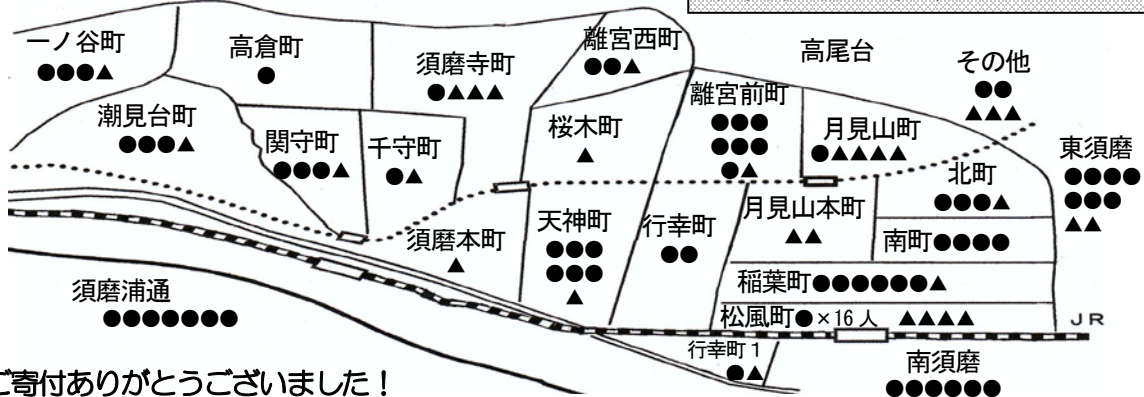 一ノ谷町
●●●▲
高倉町
●
須磨寺町
●▲▲▲
離宮西町
●●▲
高尾台
その他
●●
▲▲▲
潮見台町
●●●▲
関守町
●●●▲
千守町
●▲
桜木町
▲
離宮前町
●●●
●●●
●▲
月見山町
●▲▲▲▲
北町
●●●▲
東須磨
●●●●
●●●
▲▲
須磨本町
▲
天神町
●●●
●●●
▲
行幸町
●●
月見山本町
▲▲
南町●●●●
稲葉町●●●●●●▲
松風町●×16人 ▲▲▲▲
JR
須磨浦通
●●●●●●●
行幸町1
●▲
南須磨
●●●●●●
ご寄付ありがとうございました！